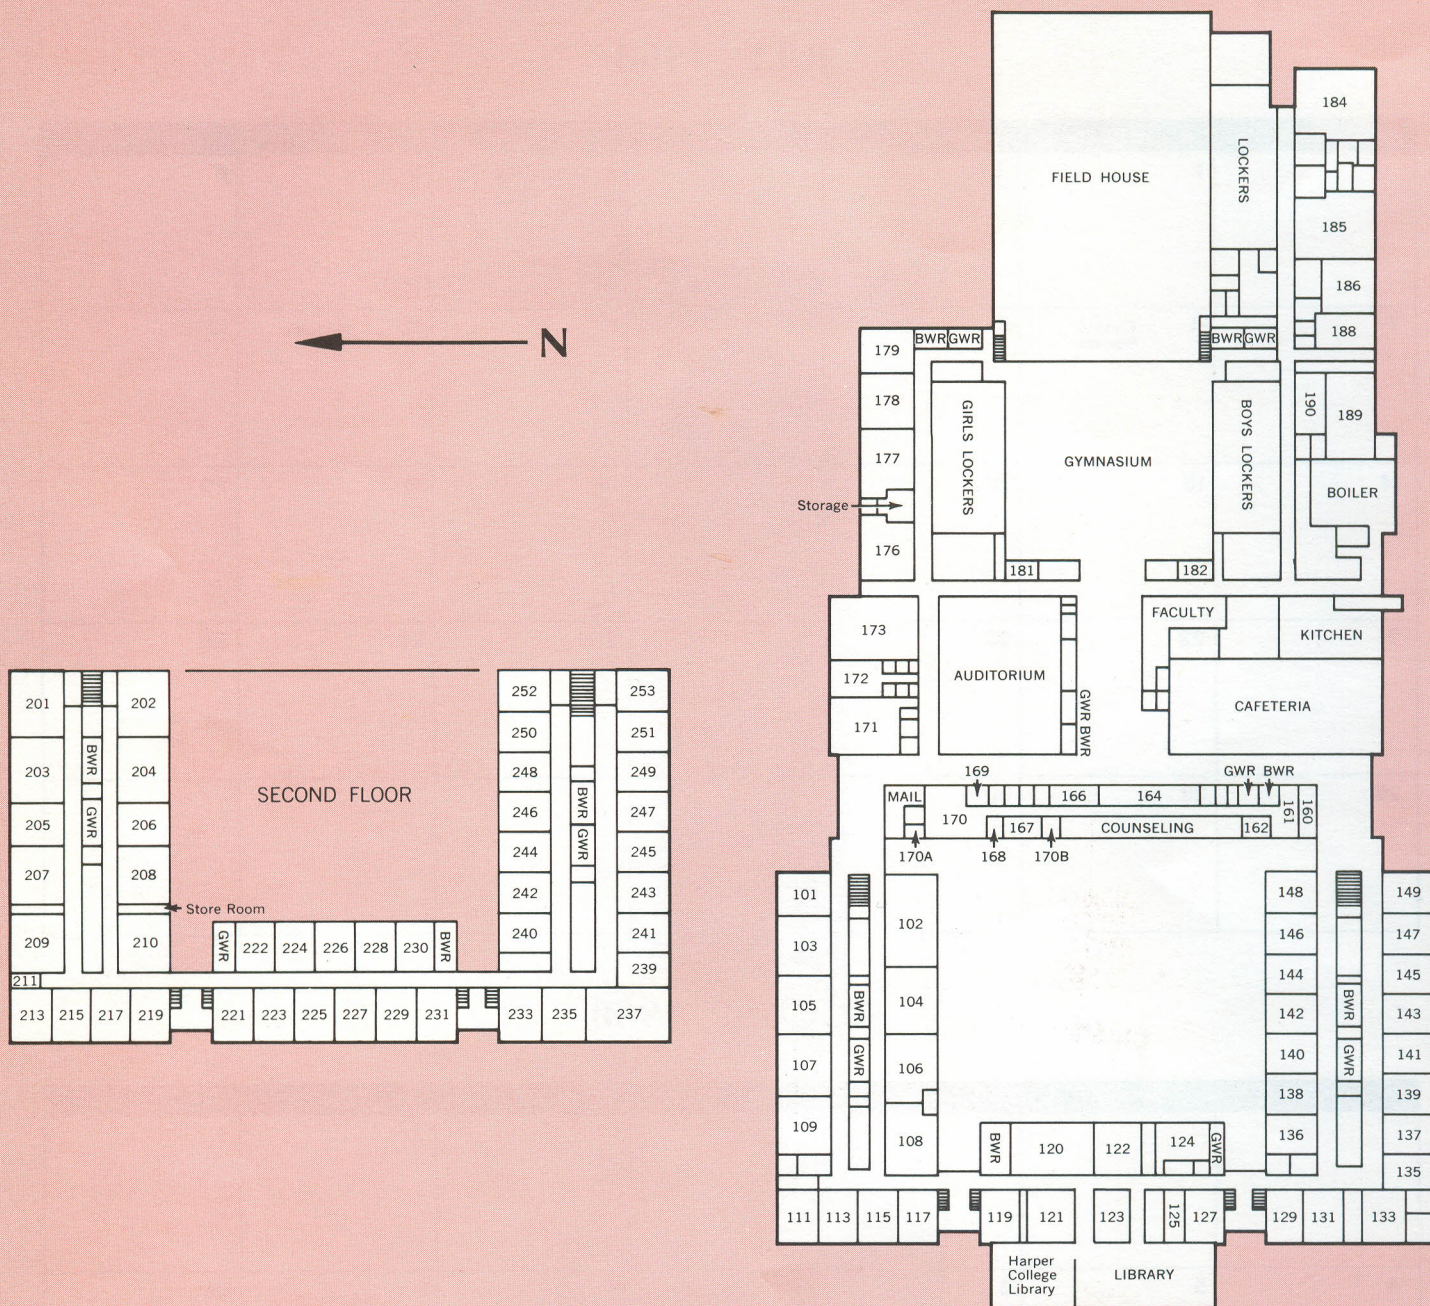 FIELD HOUSE
LOCKERS
184
185
186
188
BWR GWR
BWR GWR
179
178
177
Storage
176
GIRLS LOCKERS
GYMNASIUM
BOYS LOCKERS
190
189
BOILER
181
182
N
173
172
171
AUDITORIUM
GWR BWR
FACULTY
KITCHEN
CAFETERIA
169
GWR BWR
MAIL
170
166
164
161
160
167
COUNSELING
162
170A
168
170B
101
103
105
107
109
BWR
GWR
102
104
106
108
148
146
144
142
140
138
136
BWR
GWR
149
147
145
143
141
139
137
135
BWR
120
122
124
GWR
111
113
115
117
119
121
123
125
127
129
131
133
Harper
College
Library
LIBRARY
SECOND FLOOR
201
203
205
207
209
211
BWR
GWR
202
204
206
208
Store Room
210
213
215
217
219
GWR
222
224
226
228
230
BWR
221
223
225
227
229
231
252
250
248
246
244
242
240
BWR
GWR
253
251
249
247
245
243
241
239
233
235
237